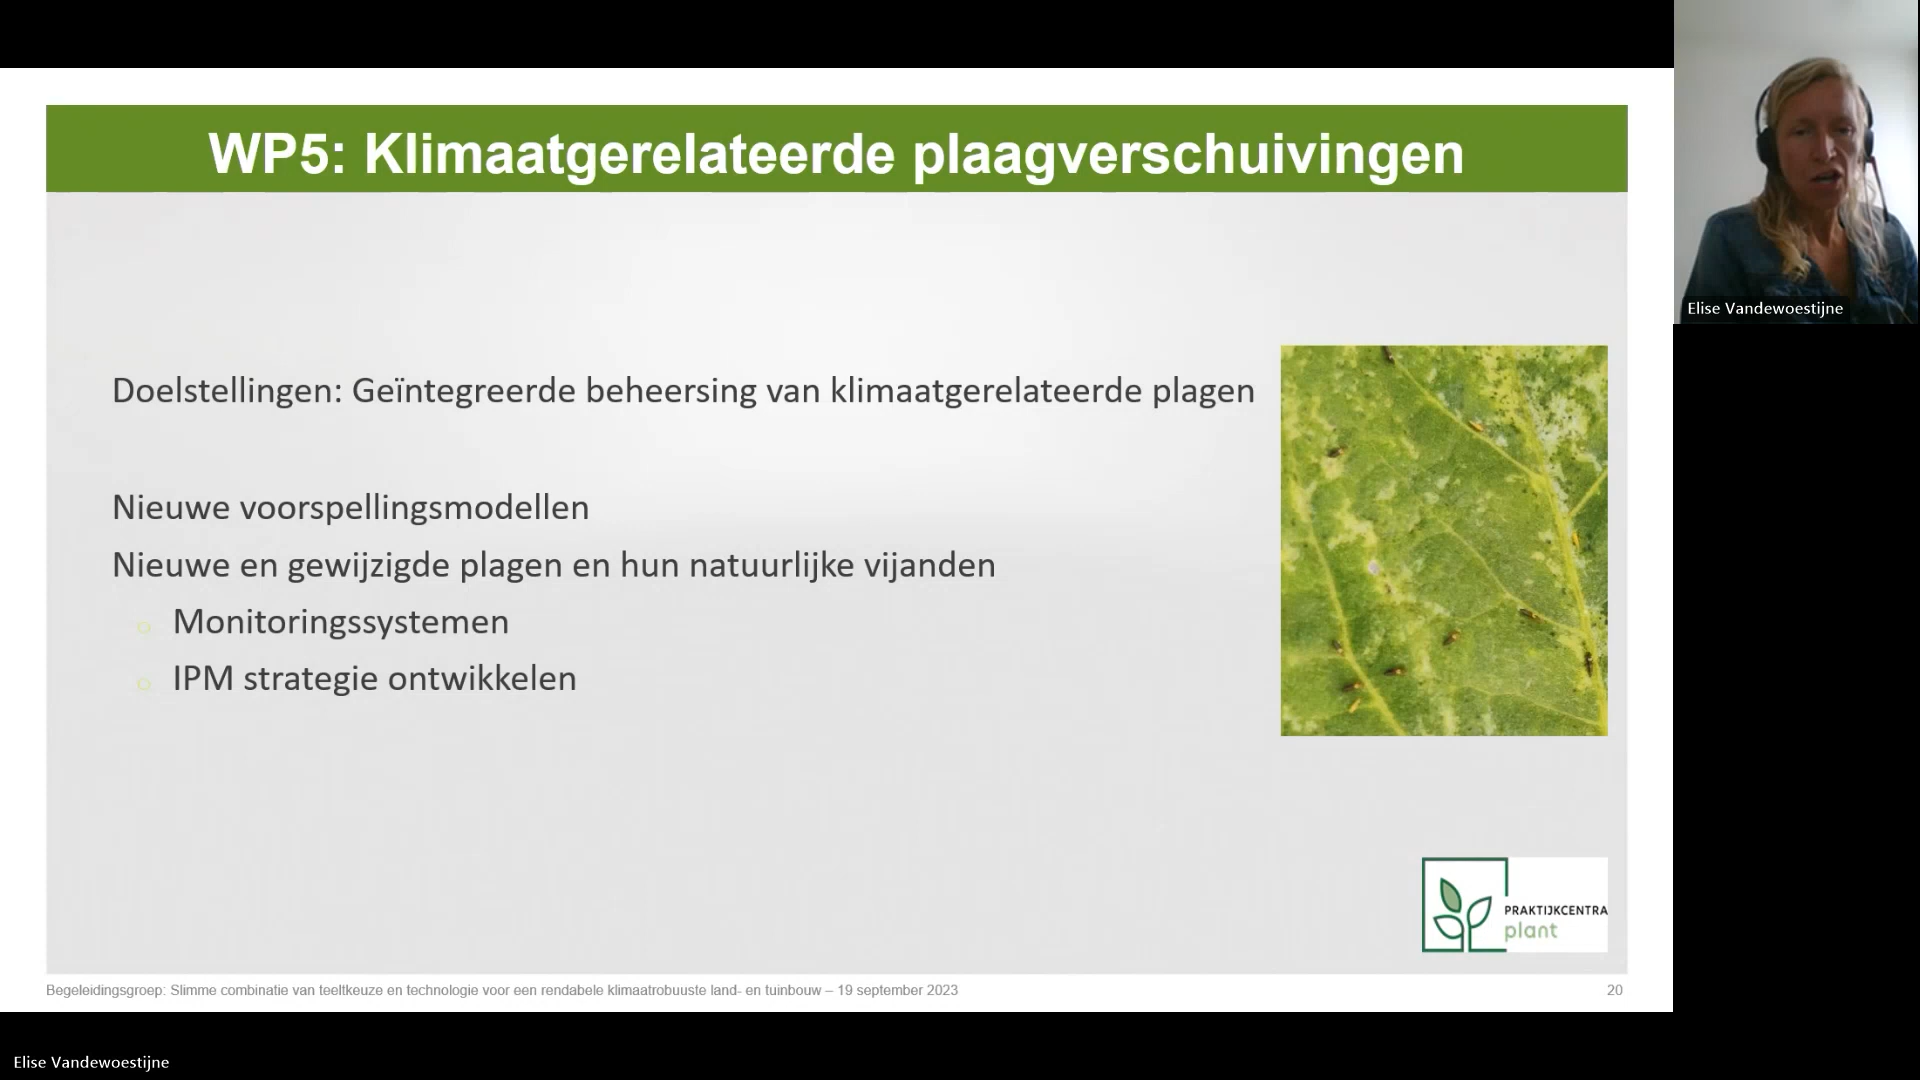 WP5: Klimaatgerelateerde plaagverschuivingen
Elise Vandewoestijne
Doelstellingen: Geïntegreerde beheersing van klimaatgerelateerde plagen
Nieuwe voorspellingsmodellen
Nieuwe en gewijzigde plagen en hun natuurlijke vijanden
Monitoringssystemen
IPM strategie ontwikkelen
PRAKTIJKCENTRA
plant
Begeleidingsgroep: Slimme combinatie van teeltkeuze en technologie voor een rendabele klimaatrobuuste land- en tuinbouw – 19 september 2023
20
Elise Vandewoestijne